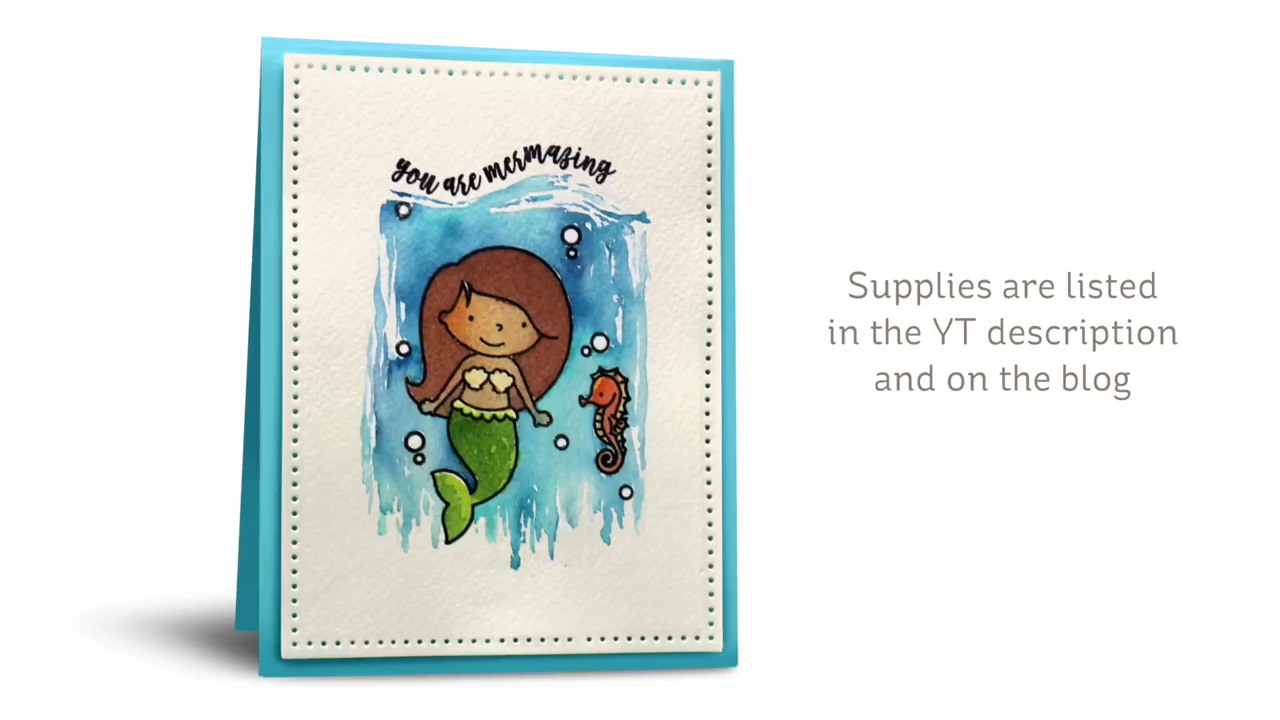 you are mermazing
Supplies are listed
in the YT description
and on the blog